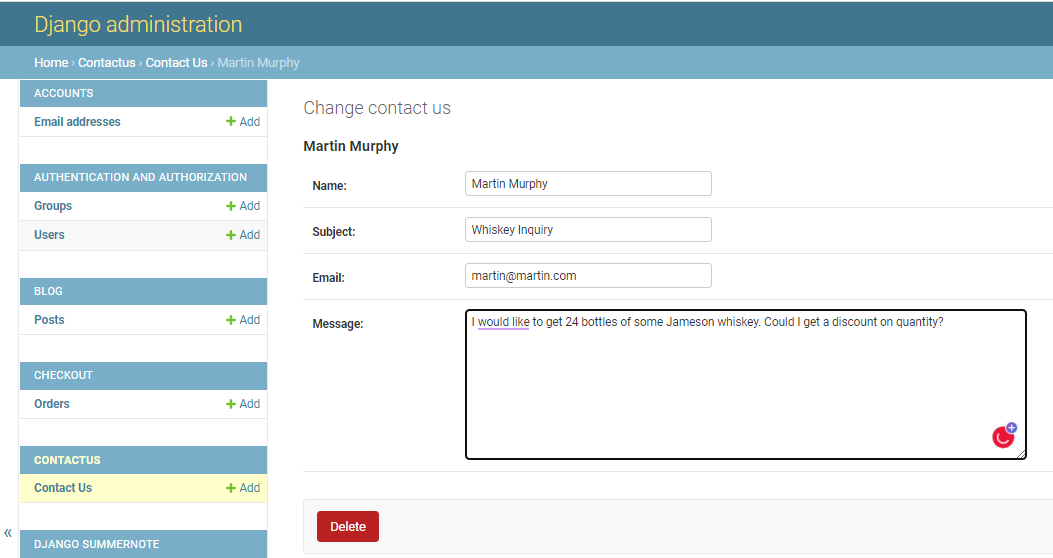 Django administration
Home › Contactus › Contact Us › Martin Murphy
ACCOUNTS
Email addresses + Add
AUTHENTICATION AND AUTHORIZATION
Groups + Add
Users + Add
BLOG
Posts + Add
CHECKOUT
Orders + Add
CONTACTUS
Contact Us + Add
DJANGO SUMMERNOTE
«
Change contact us
Martin Murphy
Name: Martin Murphy
Subject: Whiskey Inquiry
Email: martin@martin.com
Message: I would like to get 24 bottles of some Jameson whiskey. Could I get a discount on quantity?
Delete